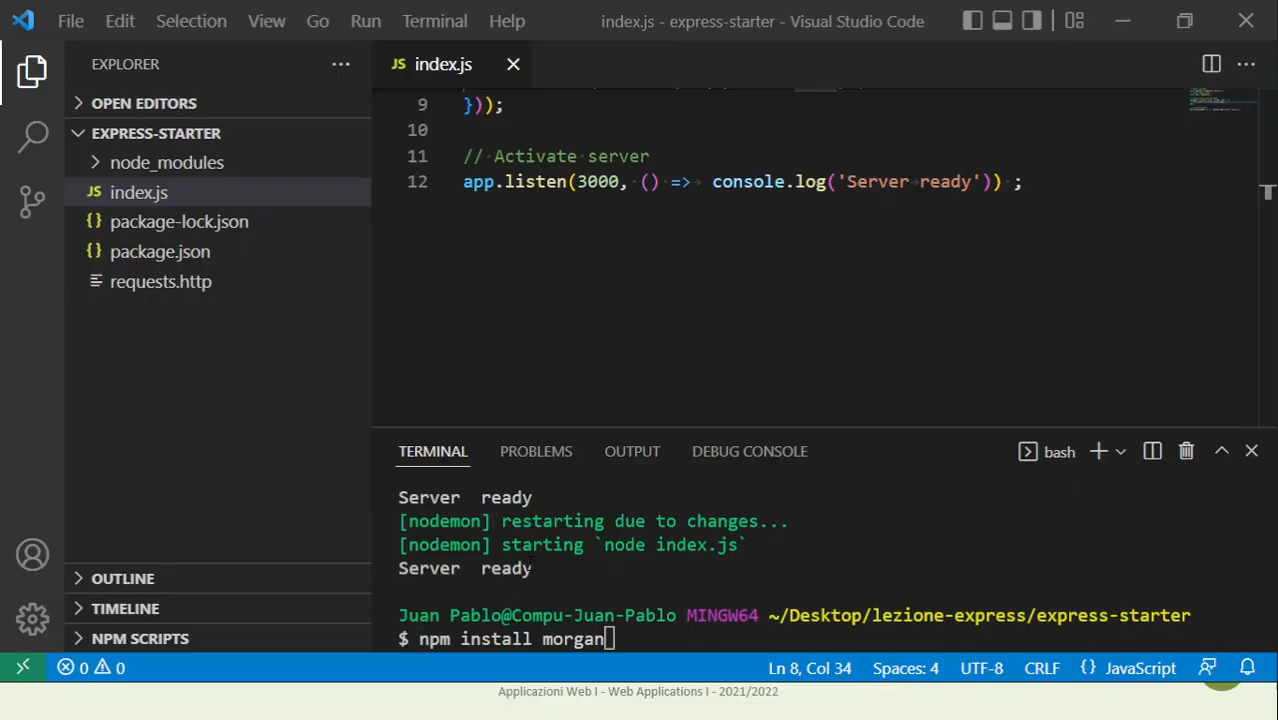 File Edit Selection View Go Run Terminal Help index.js - express-starter - Visual Studio Code
EXPLORER
OPEN EDITORS
EXPRESS-STARTER
node_modules
JS index.js
{} package-lock.json
{} package.json
requests.http
OUTLINE
TIMELINE
NPM SCRIPTS
JS index.js
9 }));
10
11 // Activate server
12 app.listen(3000, () => console.log('Server ready')) ;
TERMINAL PROBLEMS OUTPUT DEBUG CONSOLE bash
Server ready
[nodemon] restarting due to changes...
[nodemon] starting `node index.js`
Server ready
Juan Pablo@Compu-Juan-Pablo MINGW64 ~/Desktop/lezione-express/express-starter
$ npm install morgan
0 0 Ln 8, Col 34 Spaces: 4 UTF-8 CRLF {} JavaScript
Applicazioni Web I - Web Applications I - 2021/2022